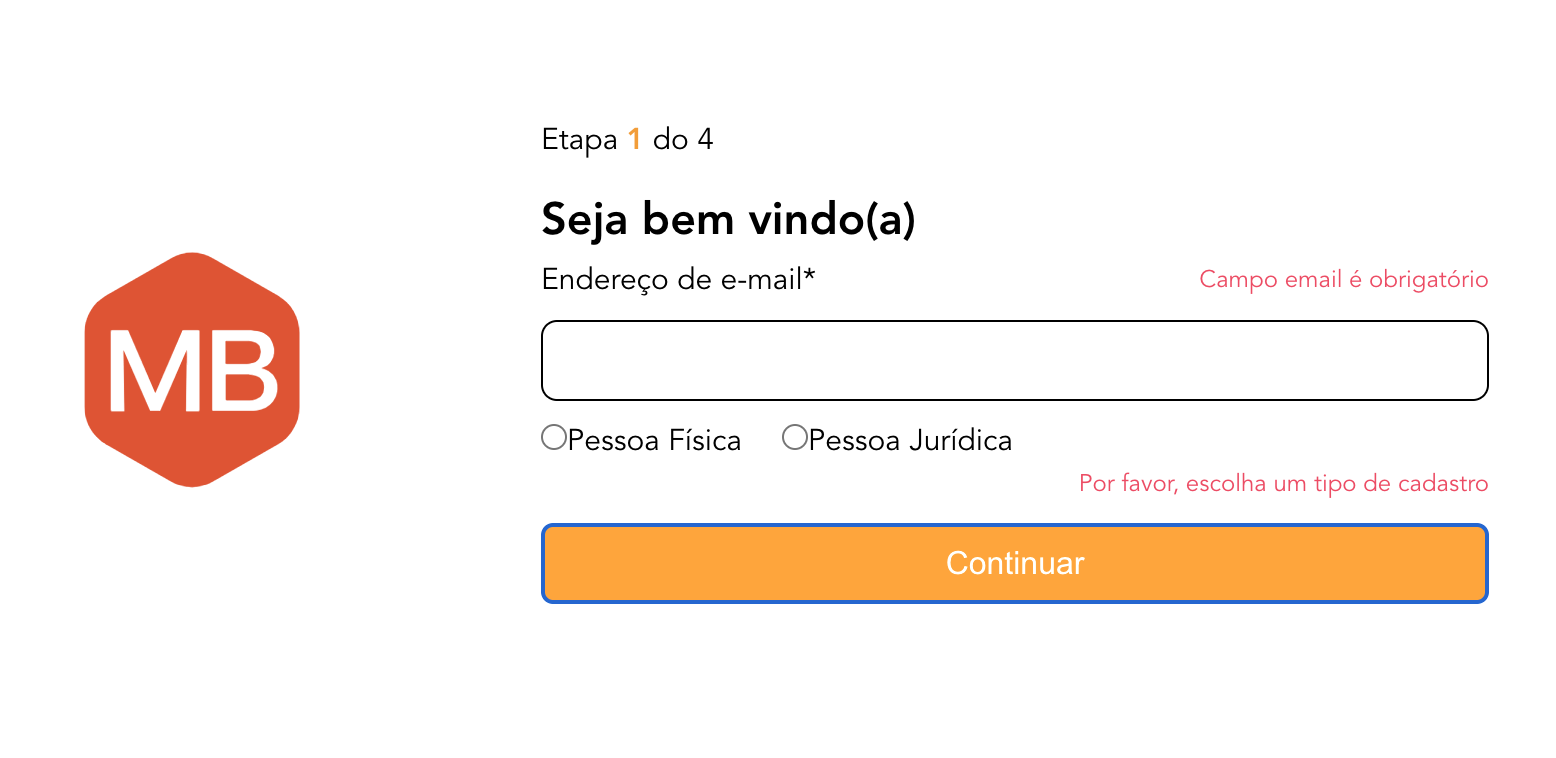 MB
Etapa 1 do 4
Seja bem vindo(a)
Endereço de e-mail* Campo email é obrigatório
Pessoa Física Pessoa Jurídica
Por favor, escolha um tipo de cadastro
Continuar